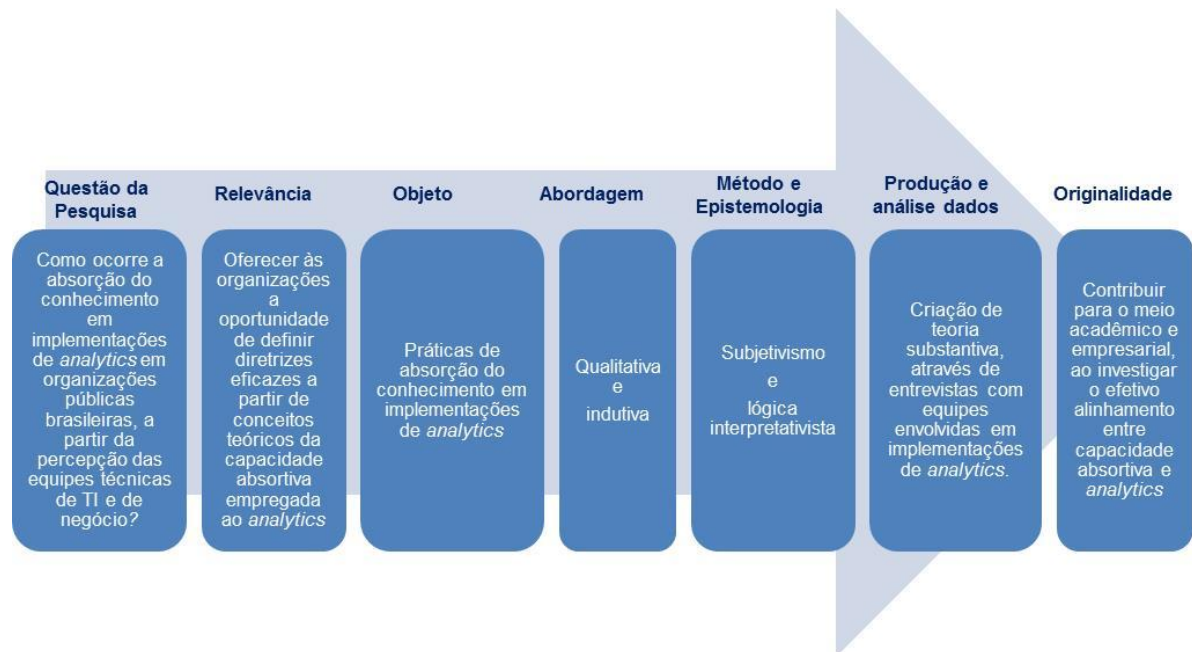 Questão da
Pesquisa
Como ocorre a
absorção do
conhecimento
em
implementações
de analytics em
organizações
públicas
brasileiras, a
partir da
percepção das
equipes técnicas
de TI e de
negócio?
Relevância
Oferecer às
organizações
a
oportunidade
de definir
diretrizes
eficazes a
partir de
conceitos
teóricos da
capacidade
absortiva
empregada
ao analytics
Objeto
Práticas de
absorção do
conhecimento em
implementações
de analytics
Abordagem
Qualitativa
e
indutiva
Método e
Epistemologia
Subjetivismo
e
lógica
interpretativista
Produção e
análise dados
Criação de
teoria
substantiva,
através de
entrevistas com
equipes
envolvidas em
implementações
de analytics.
Originalidade
Contribuir
para o meio
acadêmico e
empresarial,
ao investigar
o efetivo
alinhamento
entre
capacidade
absortiva e
analytics